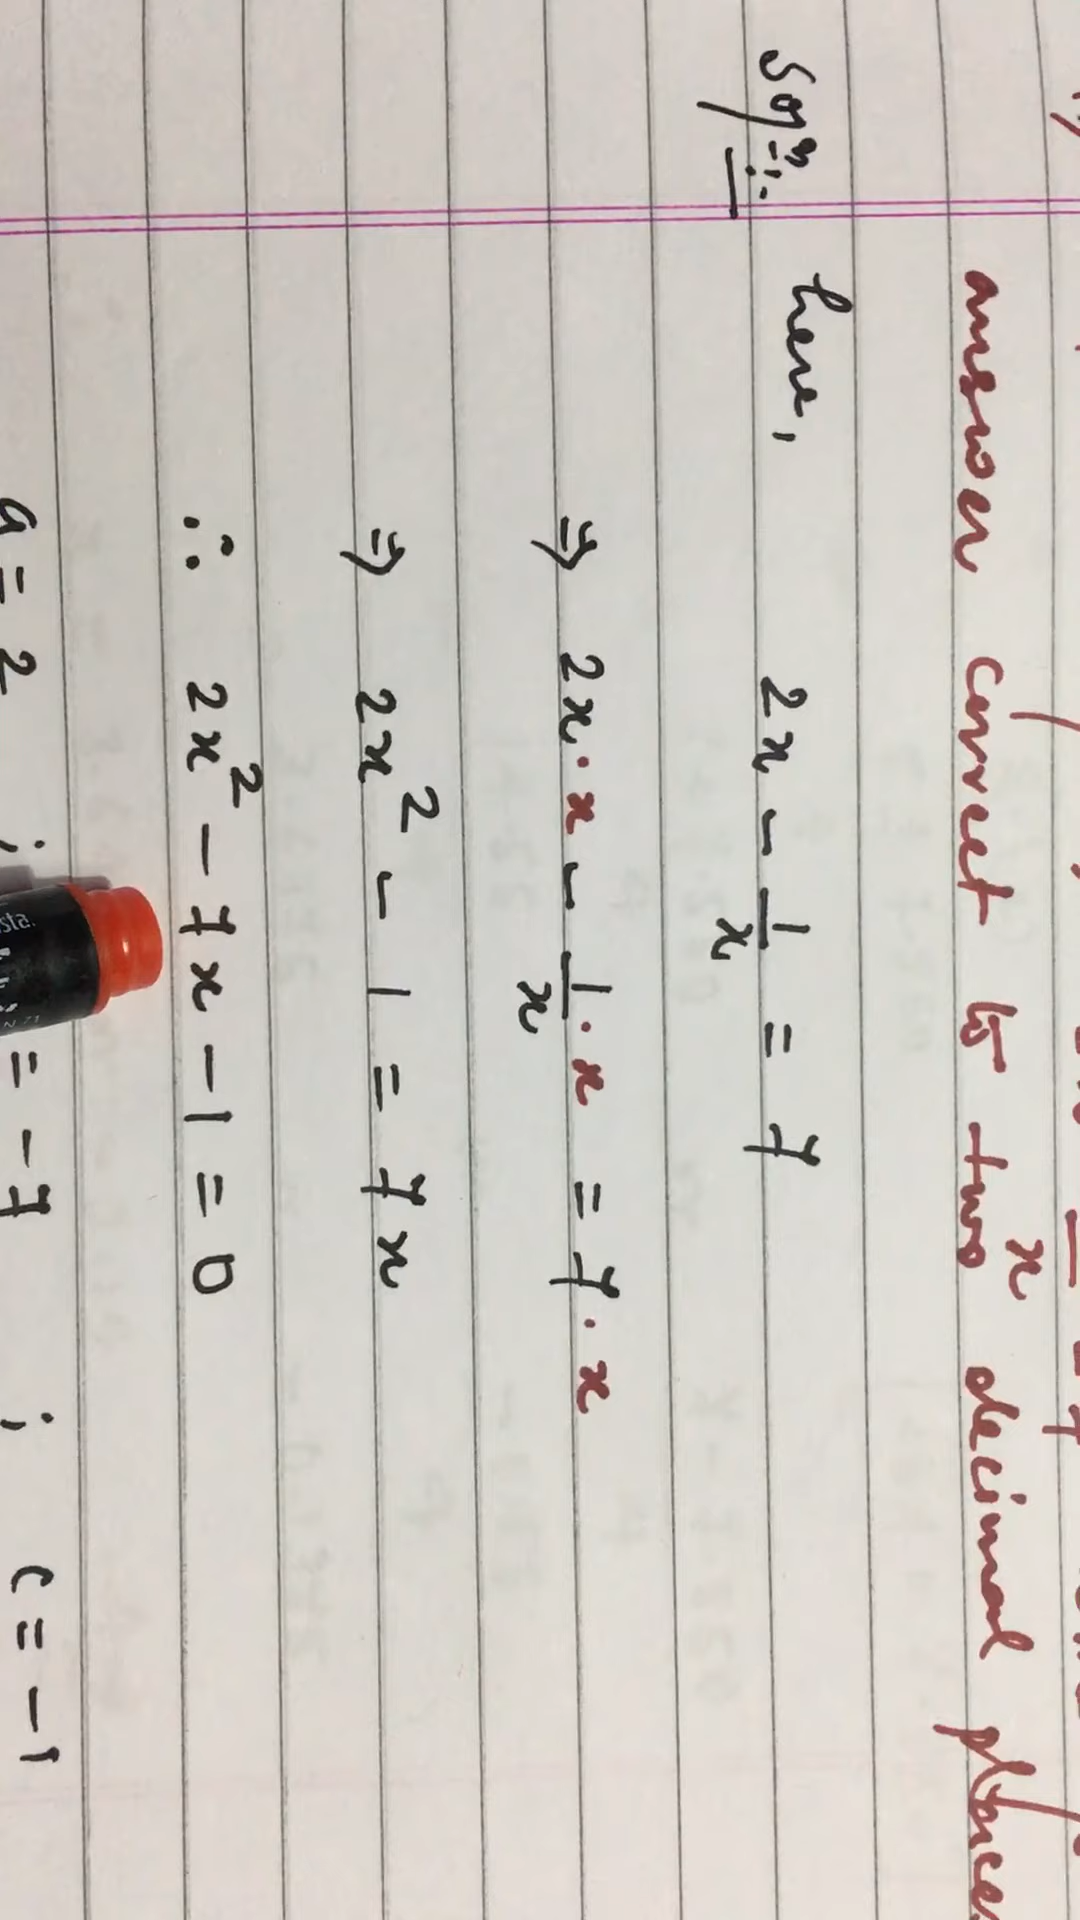 answer correct to two decimal places
Solⁿ:-
here, 2x - 1/x = 7
⇒ 2x·x - 1/x·x = 7·x
⇒ 2x² - 1 = 7x
∴ 2x² - 7x - 1 = 0
a = 2 ; = -7 ; c = -1
sta.